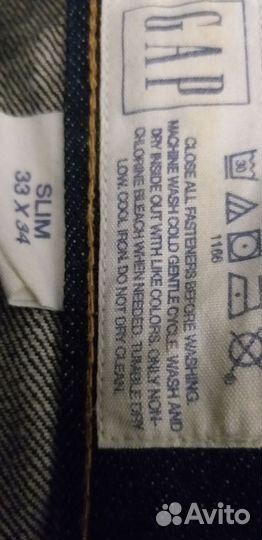 GAP
CLOSE ALL FASTENERS BEFORE WASHING.
MACHINE WASH COLD GENTLE CYCLE. WASH AND
DRY INSIDE OUT WITH LIKE COLORS. ONLY NON-
CHLORINE BLEACH WHEN NEEDED. TUMBLE DRY
LOW. COOL IRON. DO NOT DRY CLEAN.
30
1106
SLIM
33 X 34
Avito